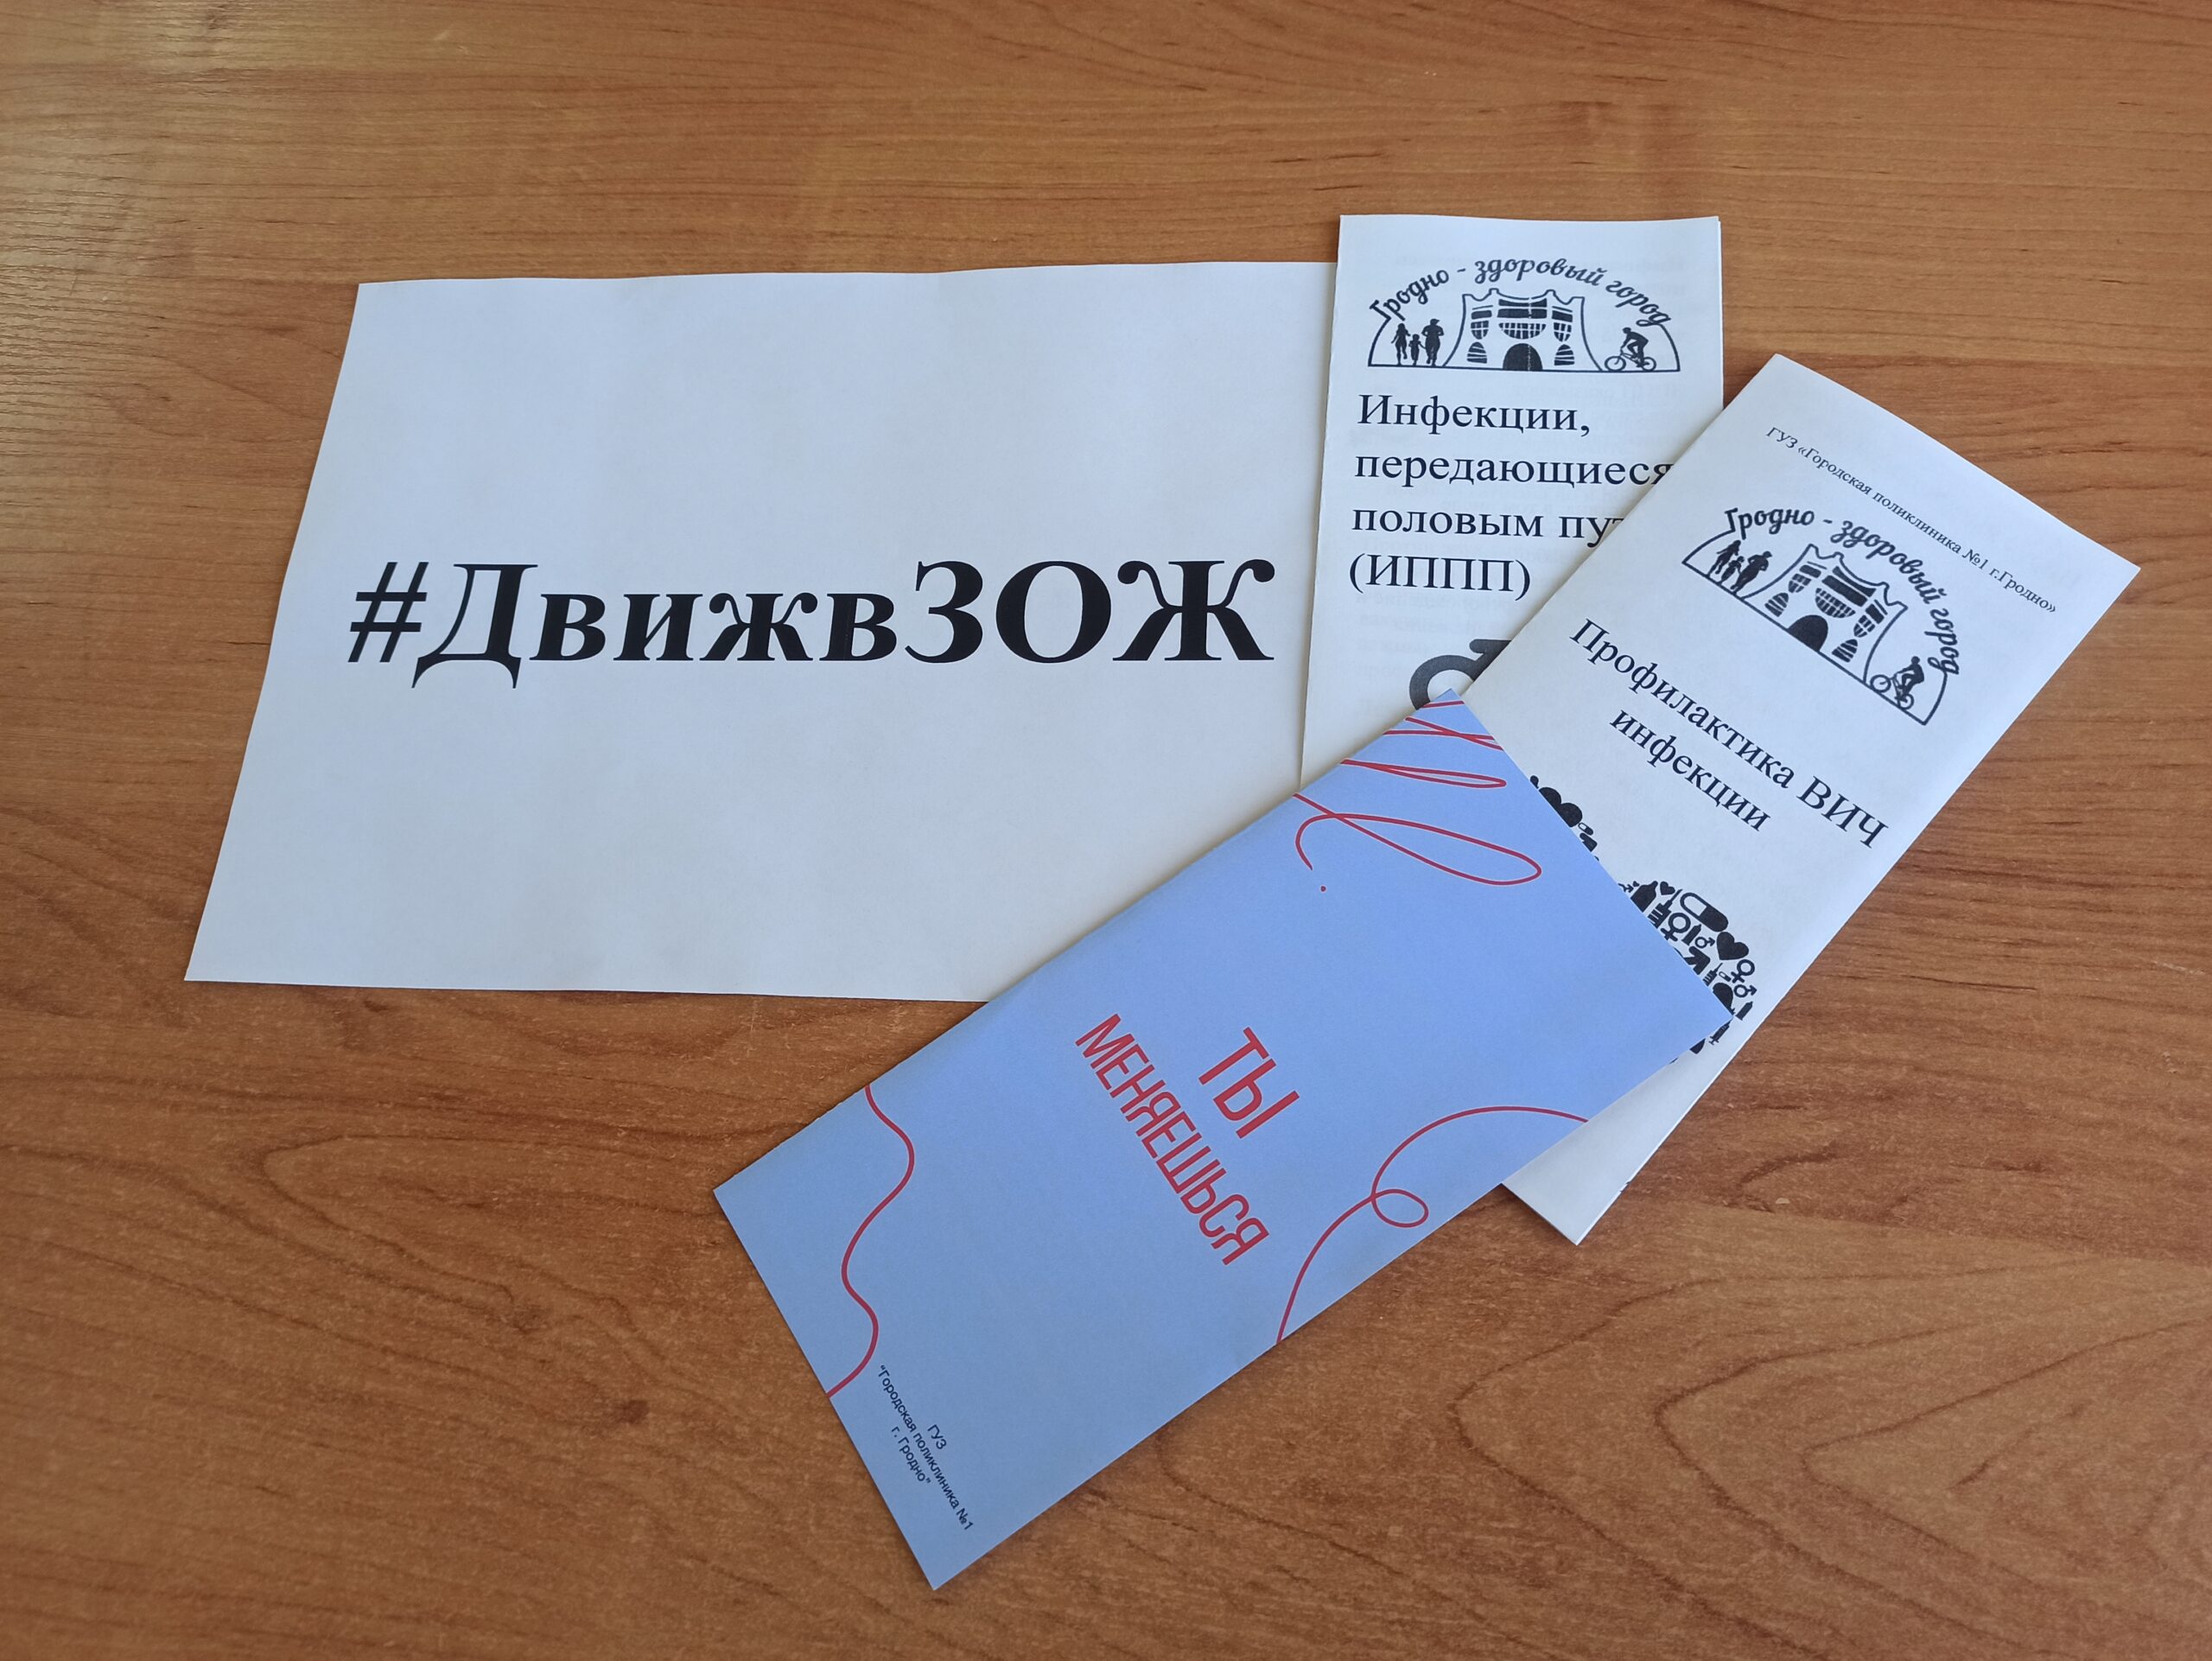 #ДвижвЗОЖ
Гродно - здоровый город
Инфекции,
передающиеся
половым
(ИППП)
ГУЗ «Городская поликлиника №1 г.Гродно»
Гродно - здоровый город
Профилактика ВИЧ
инфекции
ТЫ
МЕНЯЕШЬСЯ
ГУЗ
"Городская поликлиника №1
г. Гродно"